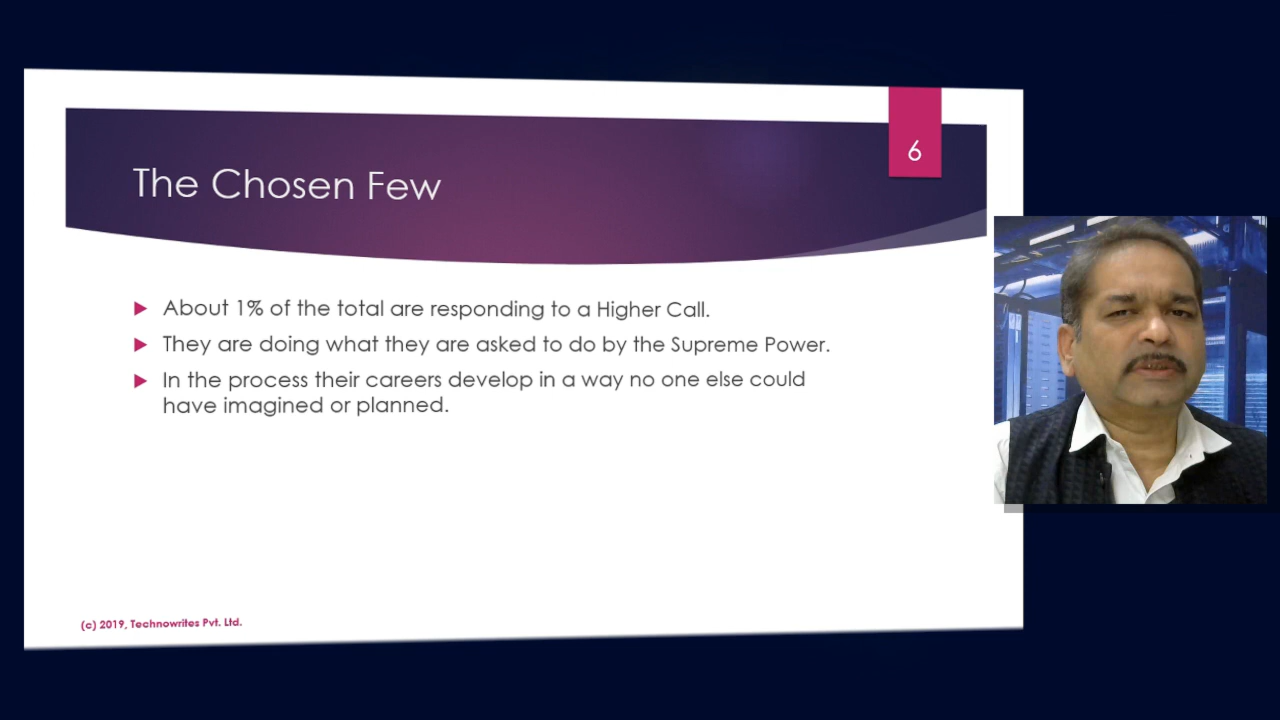 6
The Chosen Few
About 1% of the total are responding to a Higher Call.
They are doing what they are asked to do by the Supreme Power.
In the process their careers develop in a way no one else could
have imagined or planned.
(c) 2019, Technowrites Pvt. Ltd.